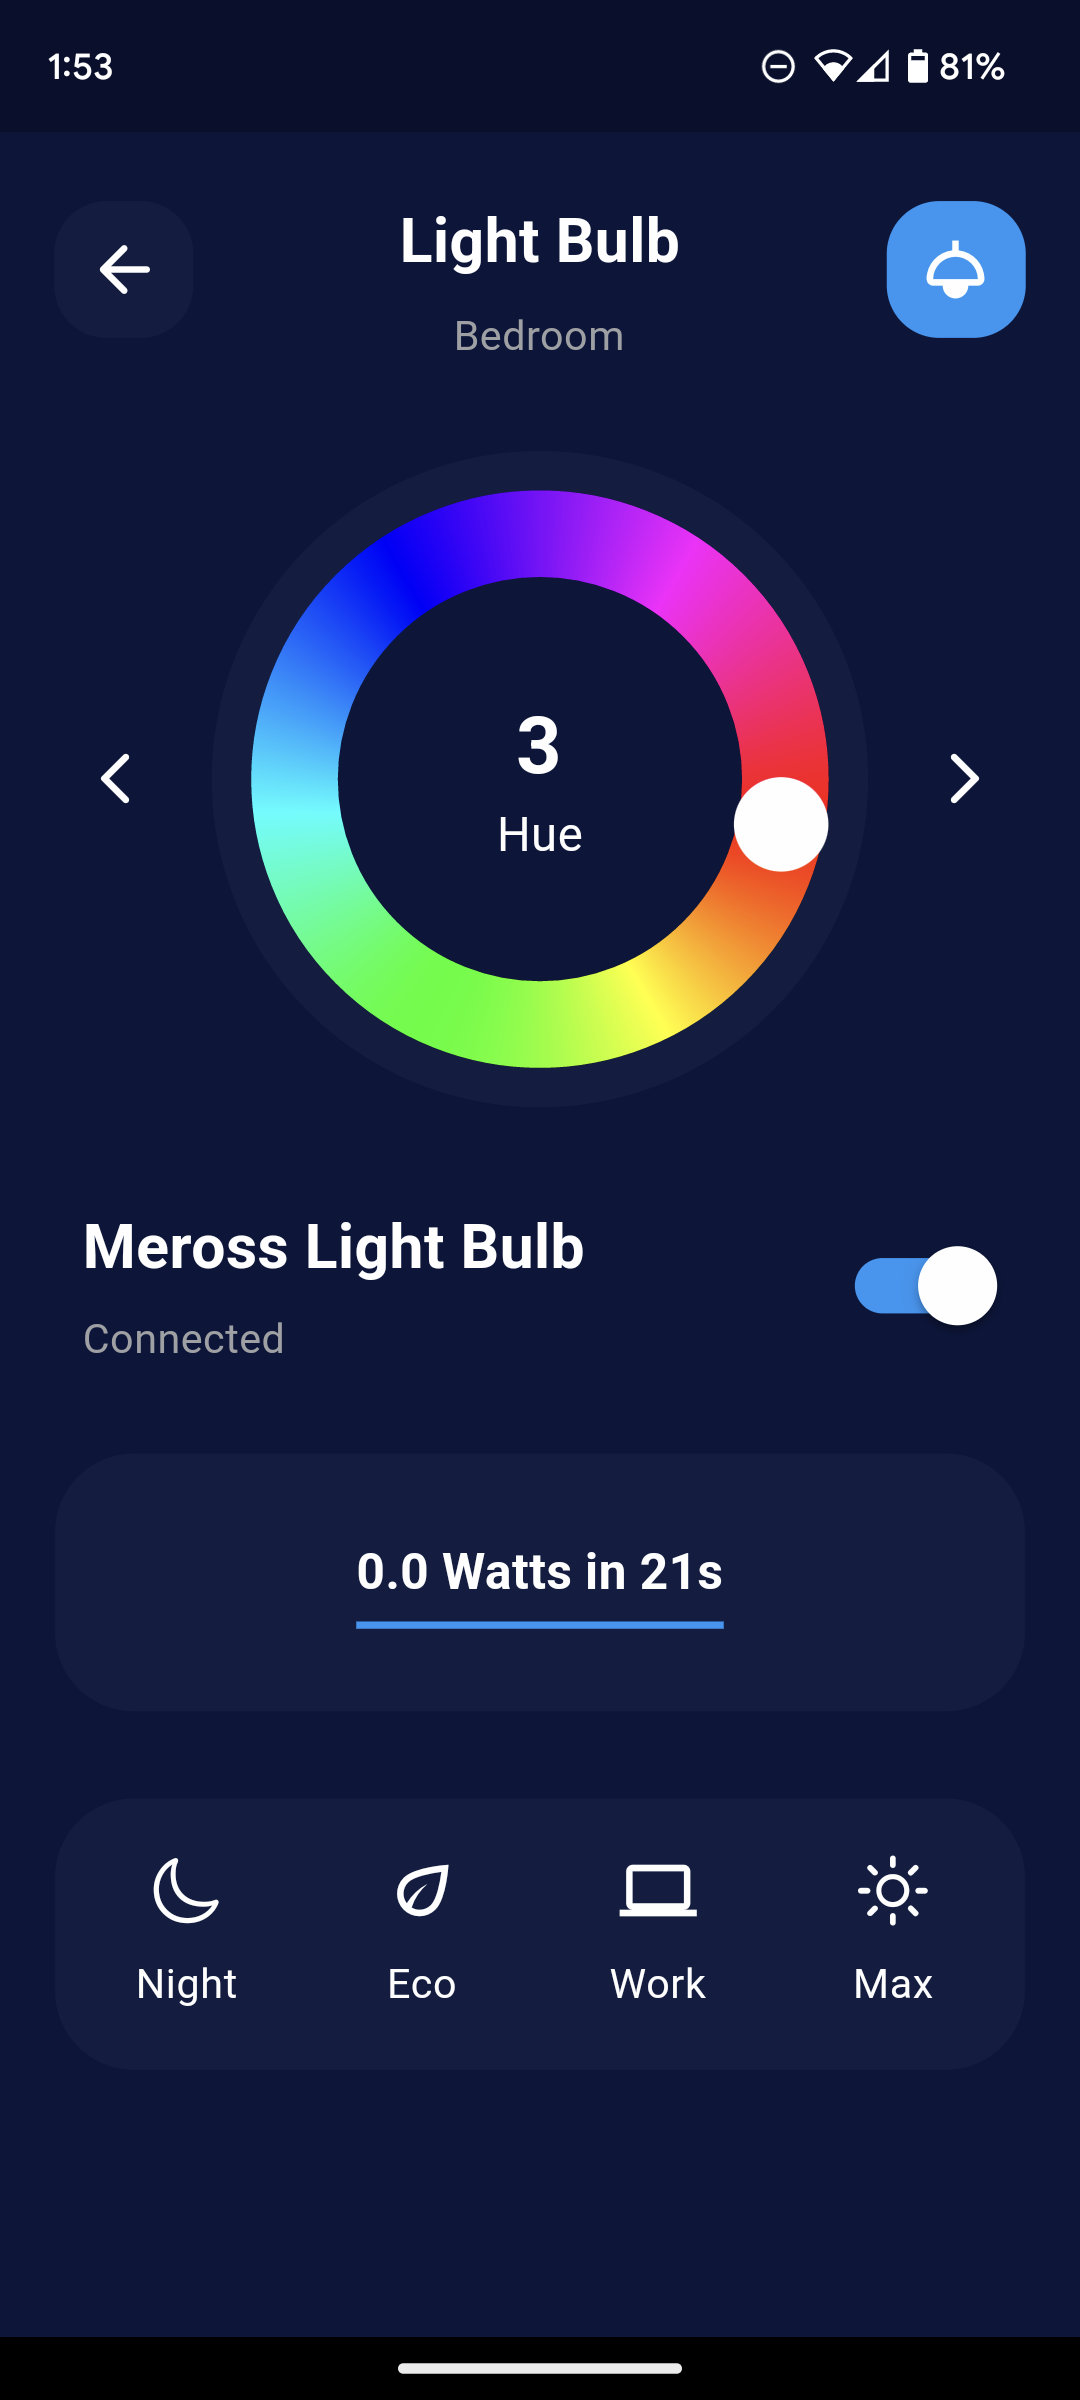 1:53
81%
Light Bulb
Bedroom
3
Hue
Meross Light Bulb
Connected
0.0 Watts in 21s
Night Eco Work Max